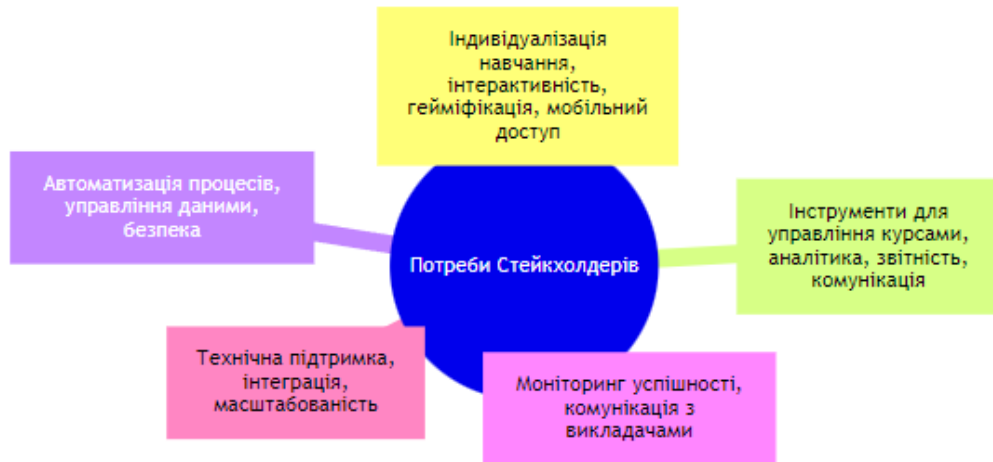 Індивідуалізація
навчання,
інтерактивність,
гейміфікація, мобільний
доступ
Автоматизація процесів,
управління даними,
безпека
Інструменти для
управління курсами,
аналітика, звітність,
комунікація
Потреби Стейкхолдерів
Технічна підтримка,
інтеграція,
масштабованість
Моніторинг успішності,
комунікація з
викладачами